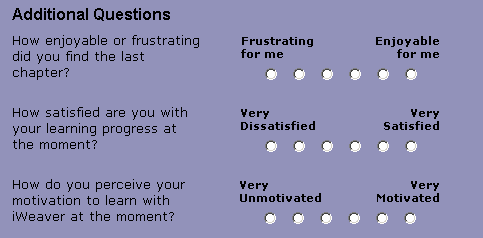 Additional Questions
How enjoyable or frustrating
did you find the last
chapter?
Frustrating
for me
Enjoyable
for me
How satisfied are you with
your learning progress at
the moment?
Very
Dissatisfied
Very
Satisfied
How do you perceive your
motivation to learn with
iWeaver at the moment?
Very
Unmotivated
Very
Motivated